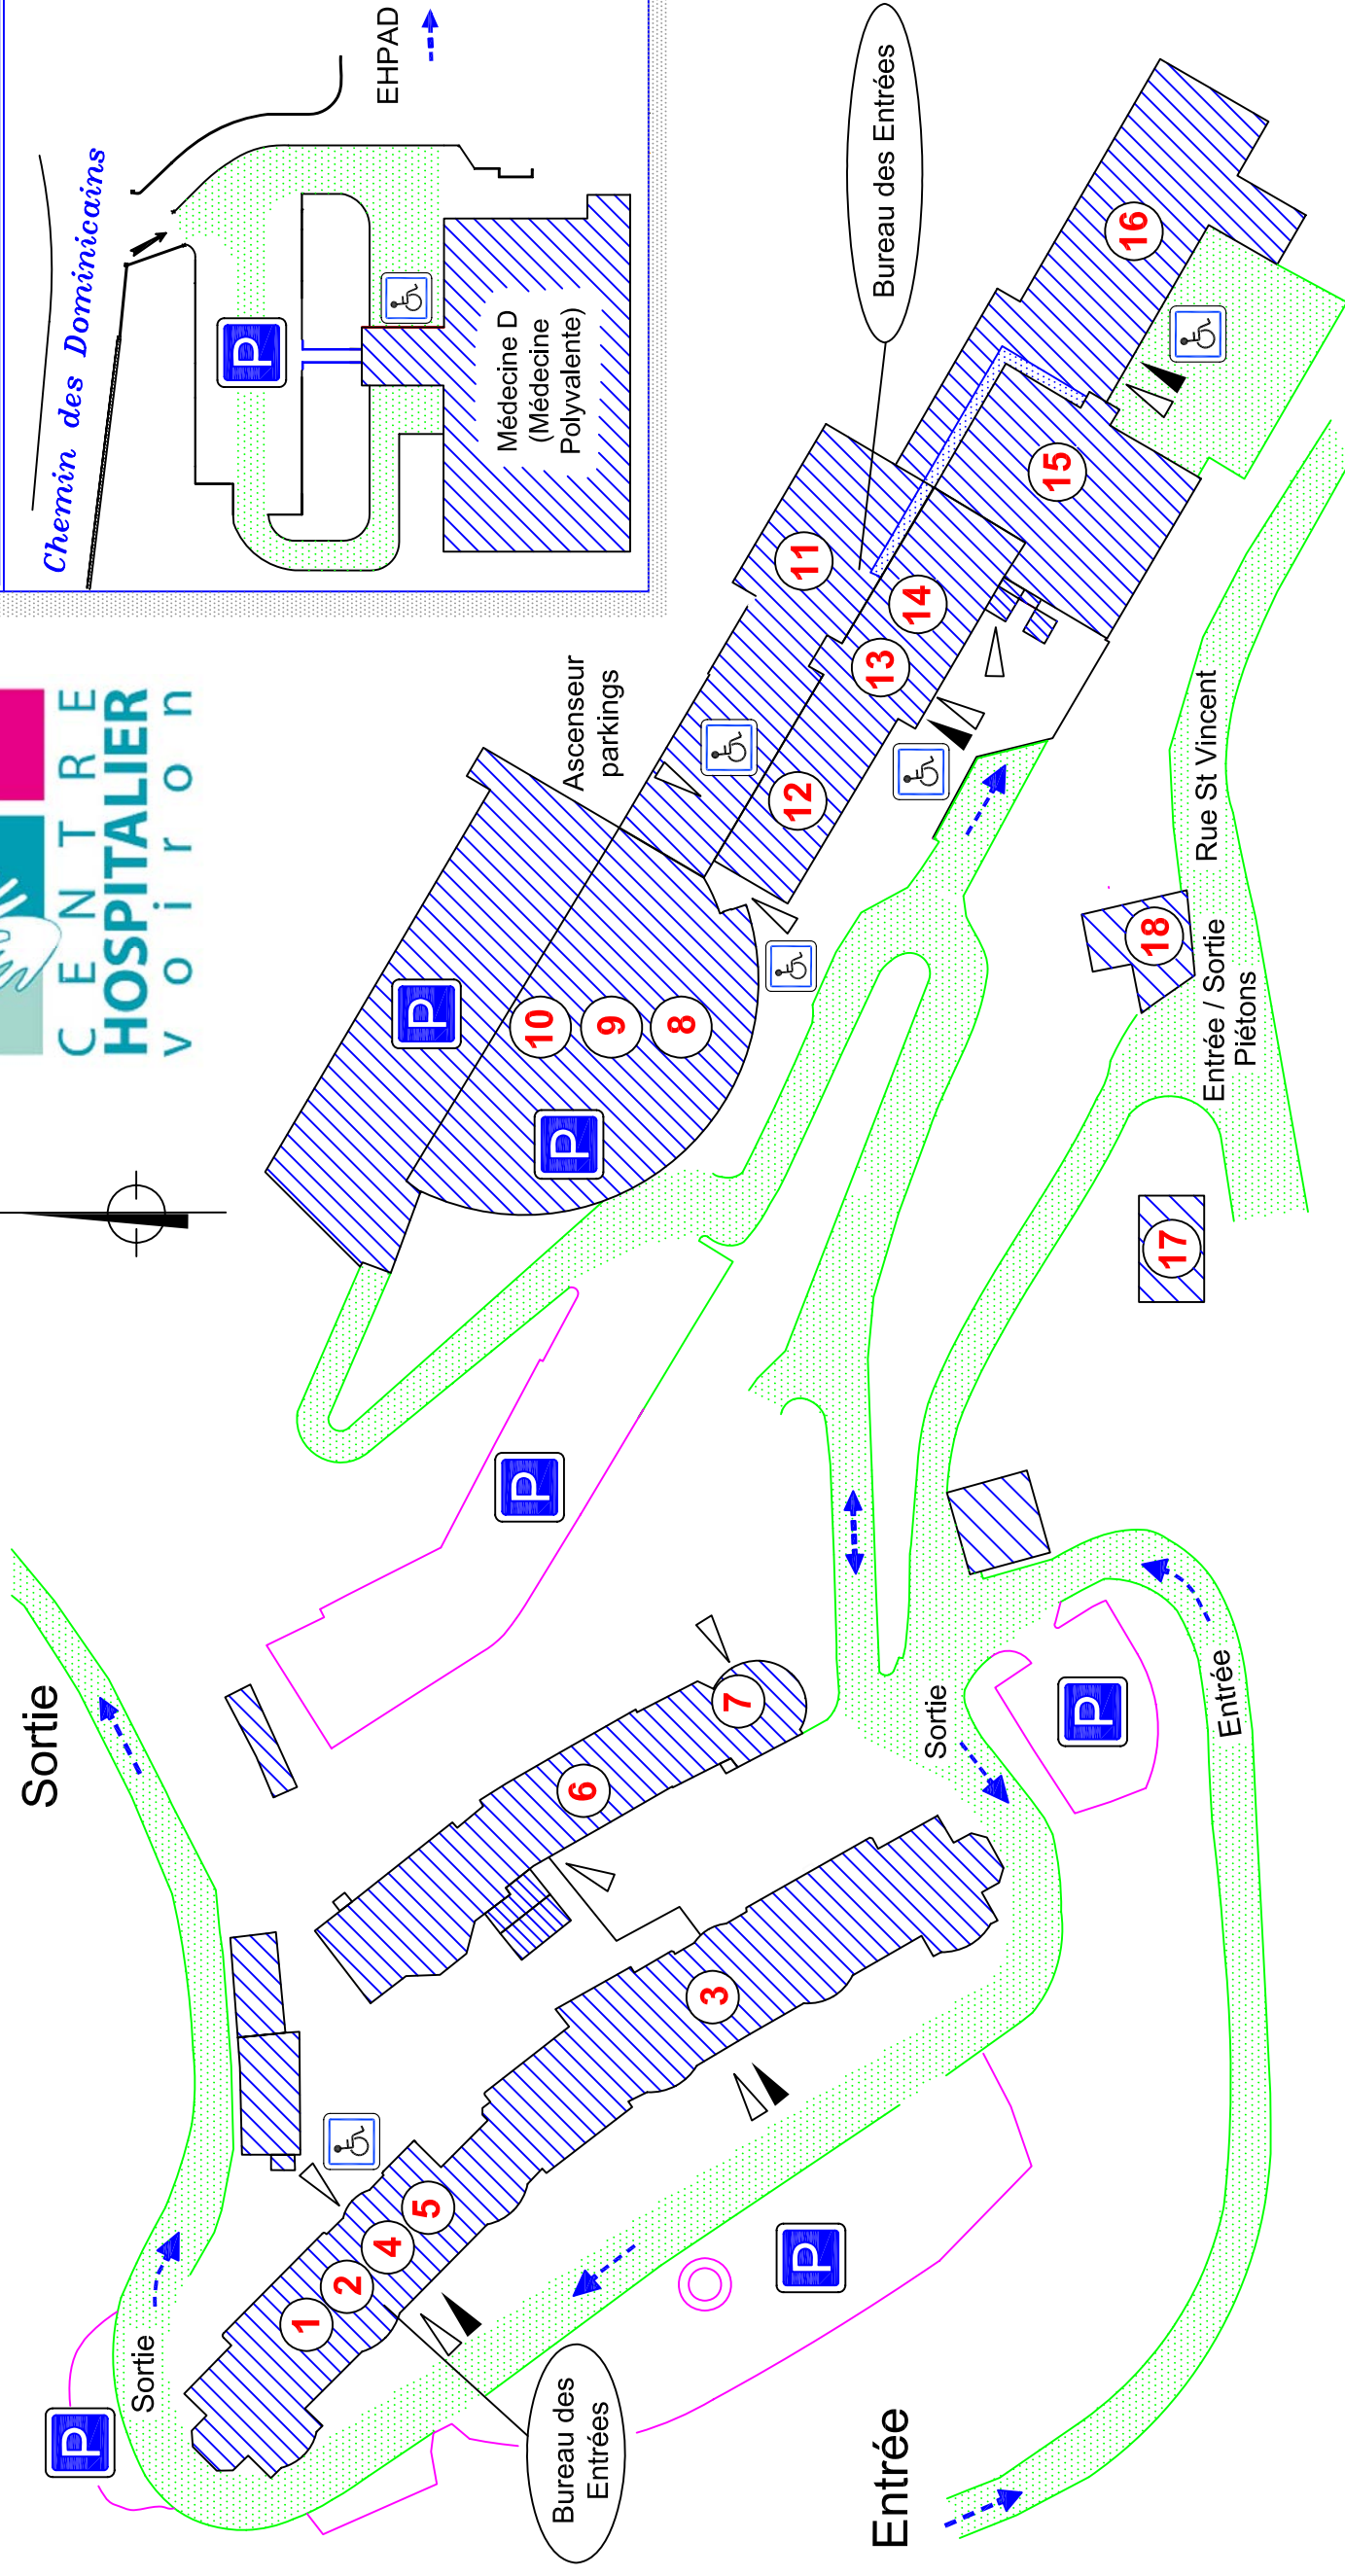 Chemin des Dominicains
EHPAD
P
Médecine D
(Médecine
Polyvalente)
CENTRE
HOSPITALIER
voiron
Bureau des Entrées
Ascenseur
parkings
16
15
11
14
13
12
P
10
9
8
P
Rue St Vincent
18
Entrée / Sortie
Piétons
17
P
Sortie
7
6
Sortie
P
Entrée
3
5
4
2
1
P
Sortie
P
Bureau des
Entrées
Entrée